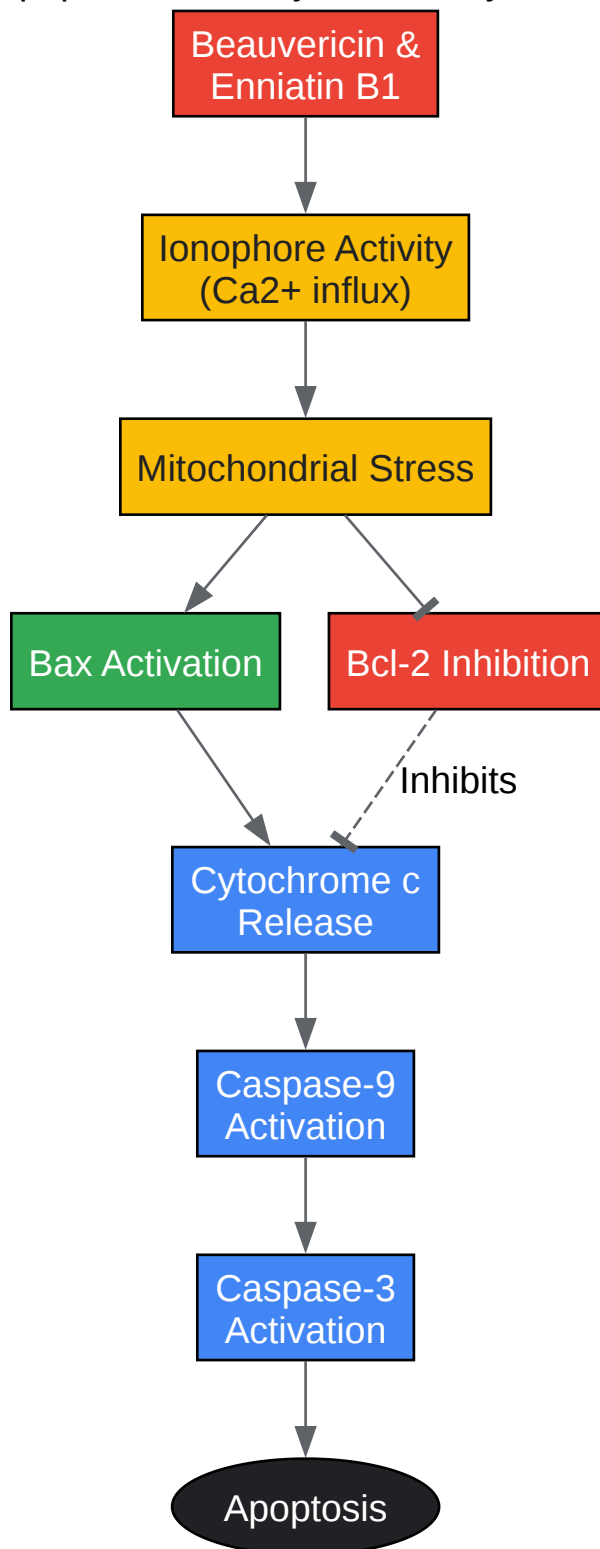 Beauvericin &
Enniatin B1
Ionophore Activity
(Ca2+ influx)
Mitochondrial Stress
Bax Activation
Bcl-2 Inhibition
Inhibits
Cytochrome c
Release
Caspase-9
Activation
Caspase-3
Activation
Apoptosis